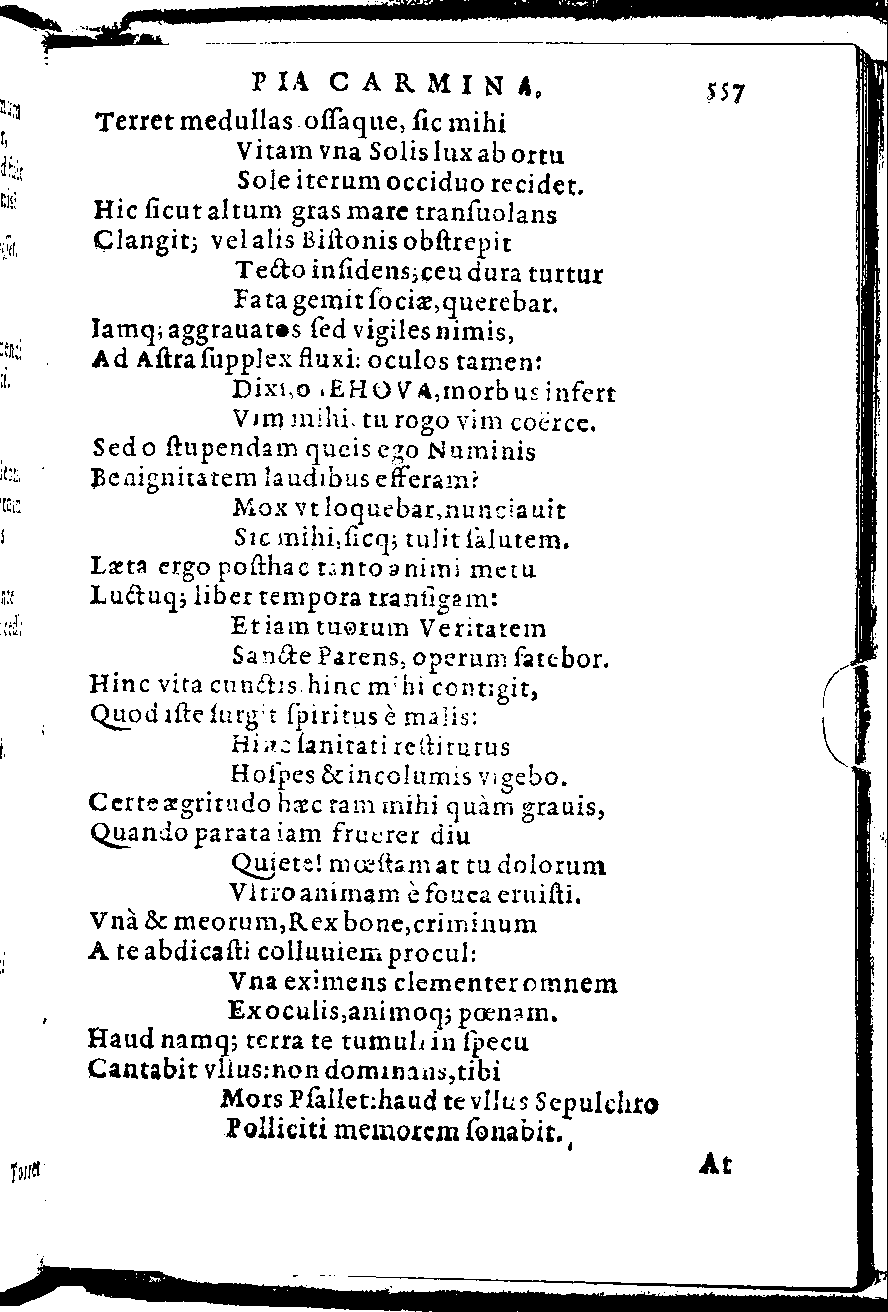 PIA CARMINA. 557
Terret medullas ossaque, sic mihi
Vitam vna Solis lux ab ortu
Sole iterum occiduo recidet.
Hic sicut altum gras mare transuolans
Clangit; vel alis Bistonis obstrepit
Tecto insidens; ceu dura turtur
Fata gemit sociæ, querebar.
Iamq; aggrauatos sed vigiles nimis,
Ad Astra supplex fluxi: oculos tamen:
Dixi, o IEHOVA, morbus infert
Vim mihi, tu rogo vim coërce.
Sed o stupendam queis ego Numinis
Benignitatem laudibus efferam?
Mox vt loquebar, nunciauit
Sic mihi, sicq; tulit salutem.
Læta ergo posthac tanto animi metu
Luctuq; liber tempora transigam:
Etiam tuorum Veritatem
Sancte Parens, operum fatebor.
Hinc vita cunctis hinc mihi contigit,
Quod iste surgit spiritus è malis:
Hinc sanitati restitutus
Hospes & incolumis vigebo.
Certe ægritudo hæc tam mihi quàm grauis,
Quando parata iam fruerer diu
Quiete! mœstam at tu dolorum
Vltro animam è fouea eruisti.
Vnà & meorum, Rex bone, criminum
A te abdicasti colluuiem procul:
Vna eximens clementer omnem
Ex oculis, animoq; pœnam.
Haud namq; terra te tumuli in specu
Cantabit vllus: non dominans, tibi
Mors Psallet: haud te vllus Sepulchro
Polliciti memorem sonabit.
At
Terret